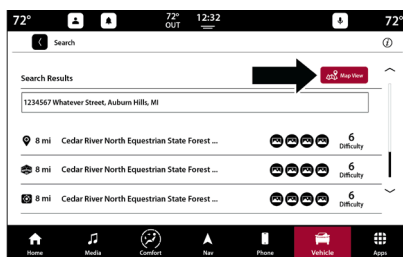 72° 72° OUT 12:32 72°
Search
Search Results Map View
1234567 Whatever Street, Auburn Hills, MI
8 mi Cedar River North Equestrian State Forest ... 6 Difficulty
8 mi Cedar River North Equestrian State Forest ... 6 Difficulty
8 mi Cedar River North Equestrian State Forest ... 6 Difficulty
Home Media Comfort Nav Phone Vehicle Apps